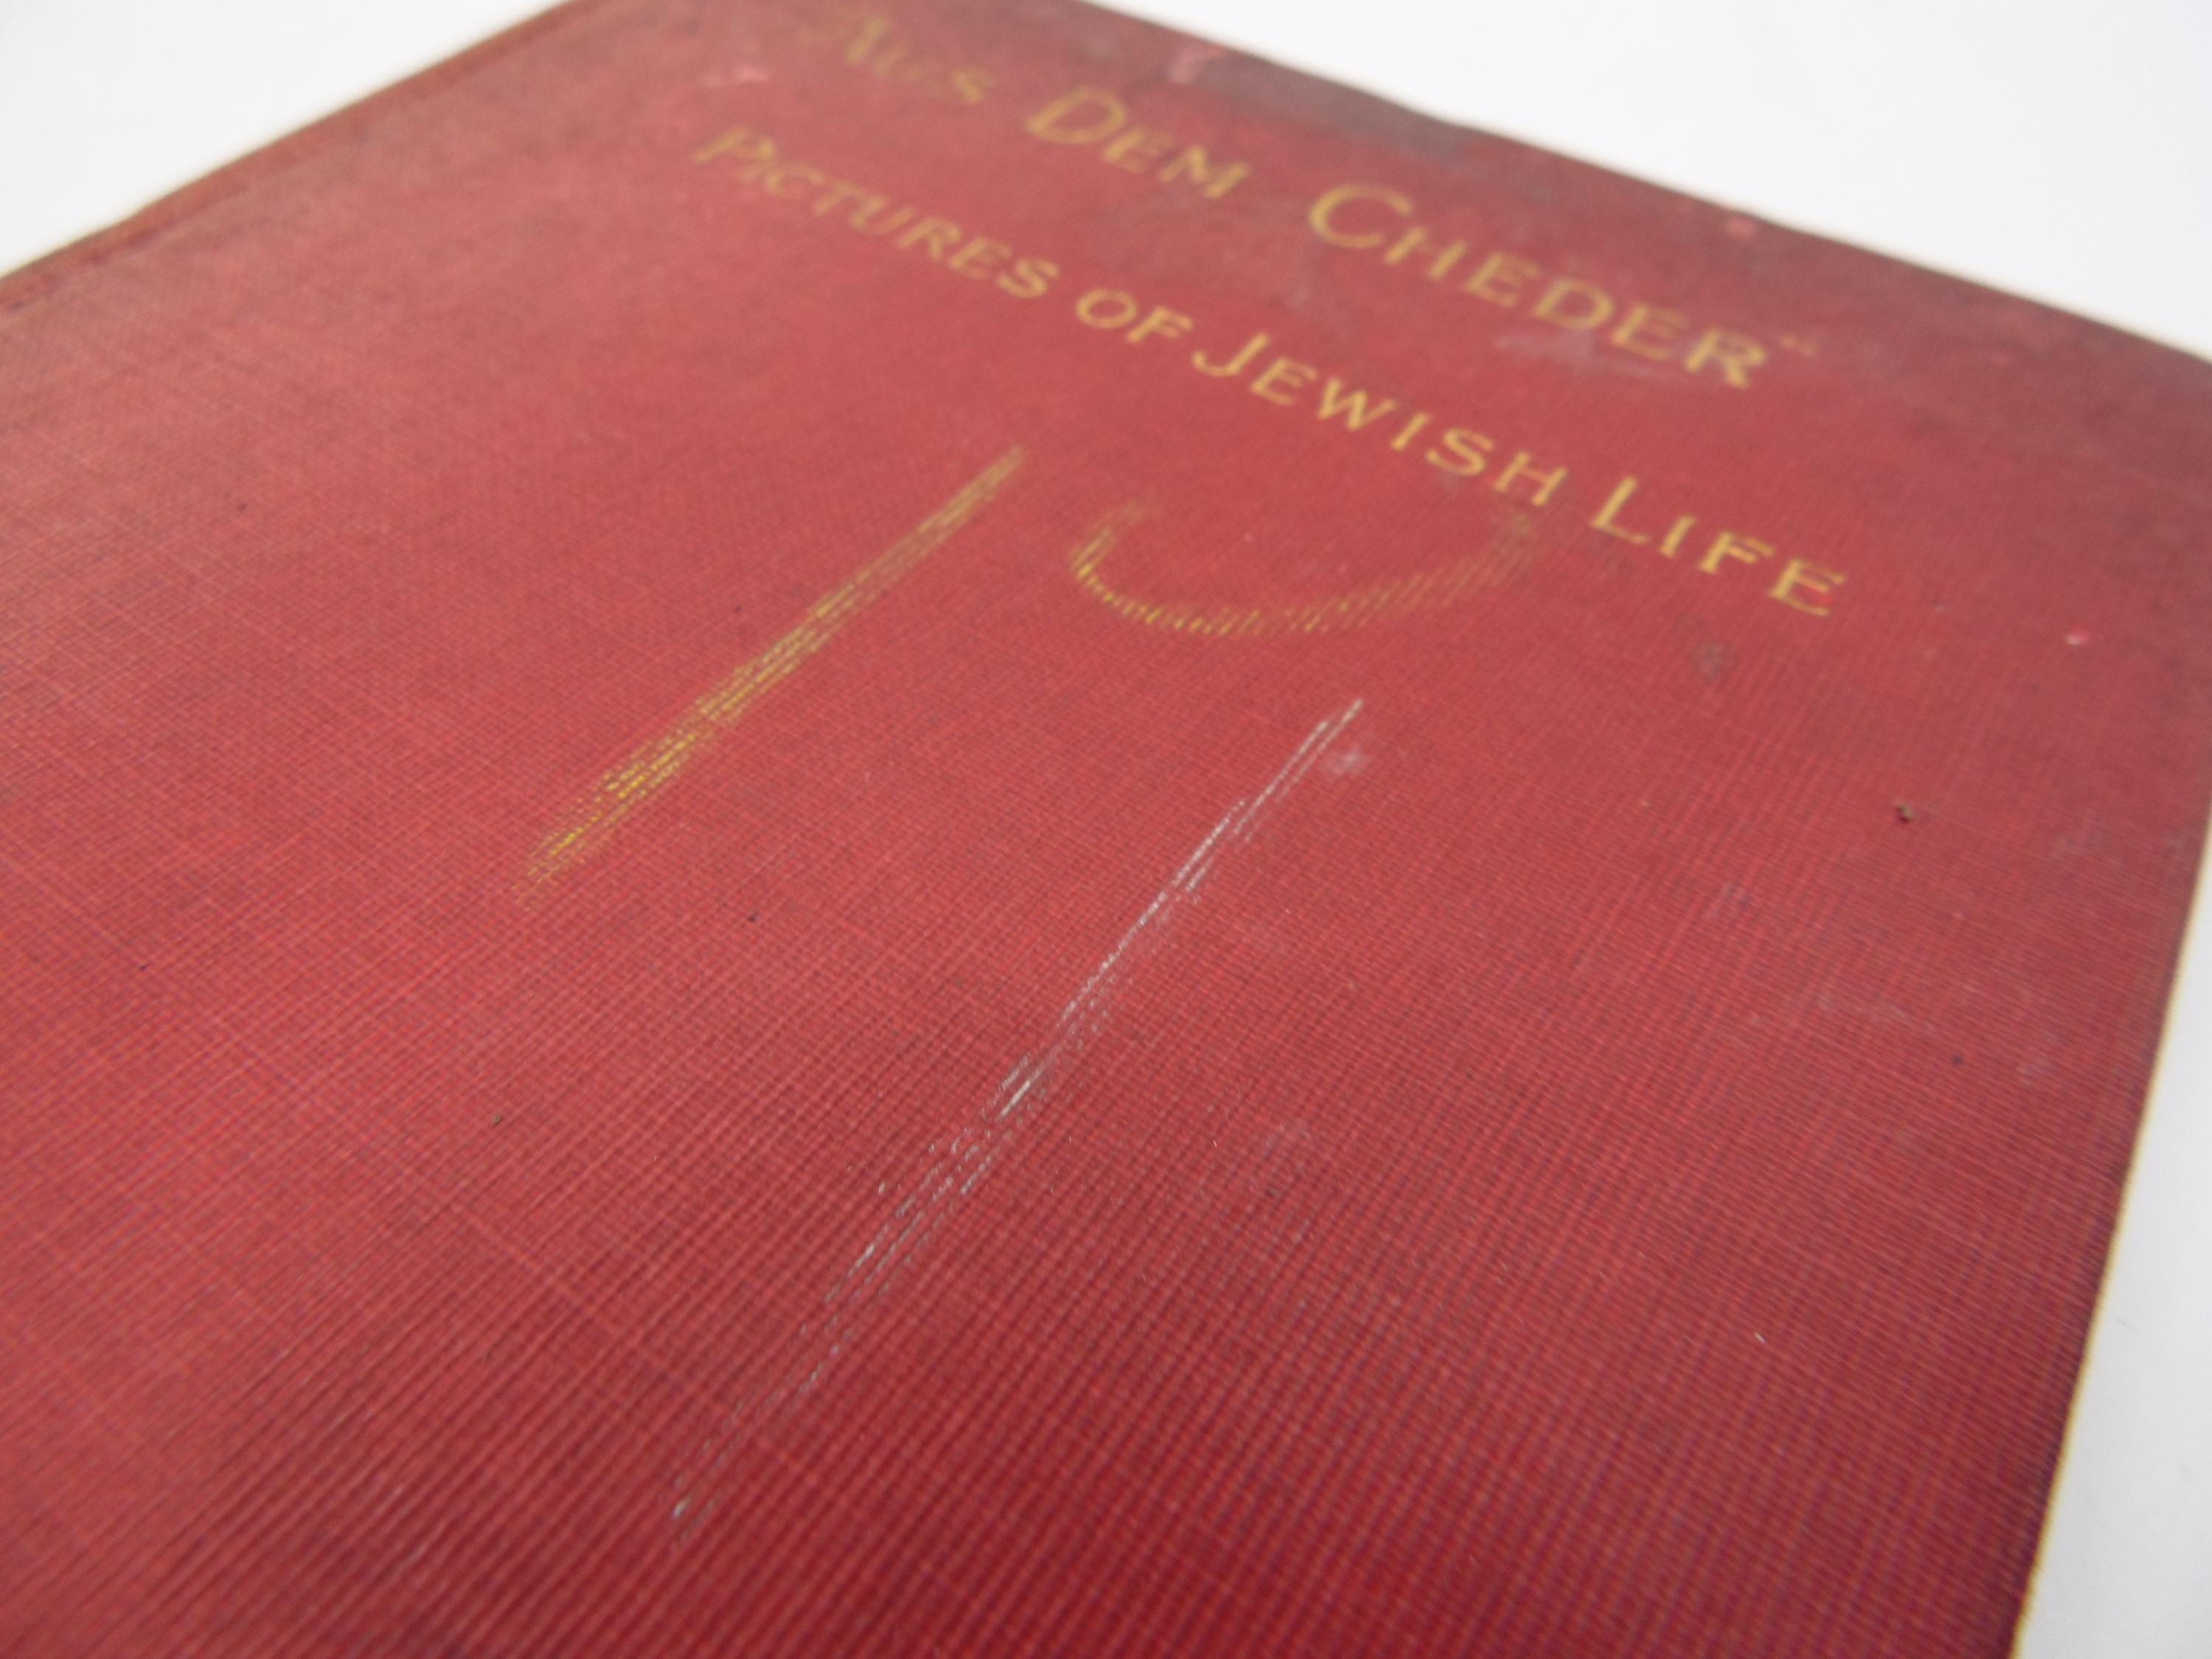 Aus Dem Cheder"
Pictures of Jewish Life